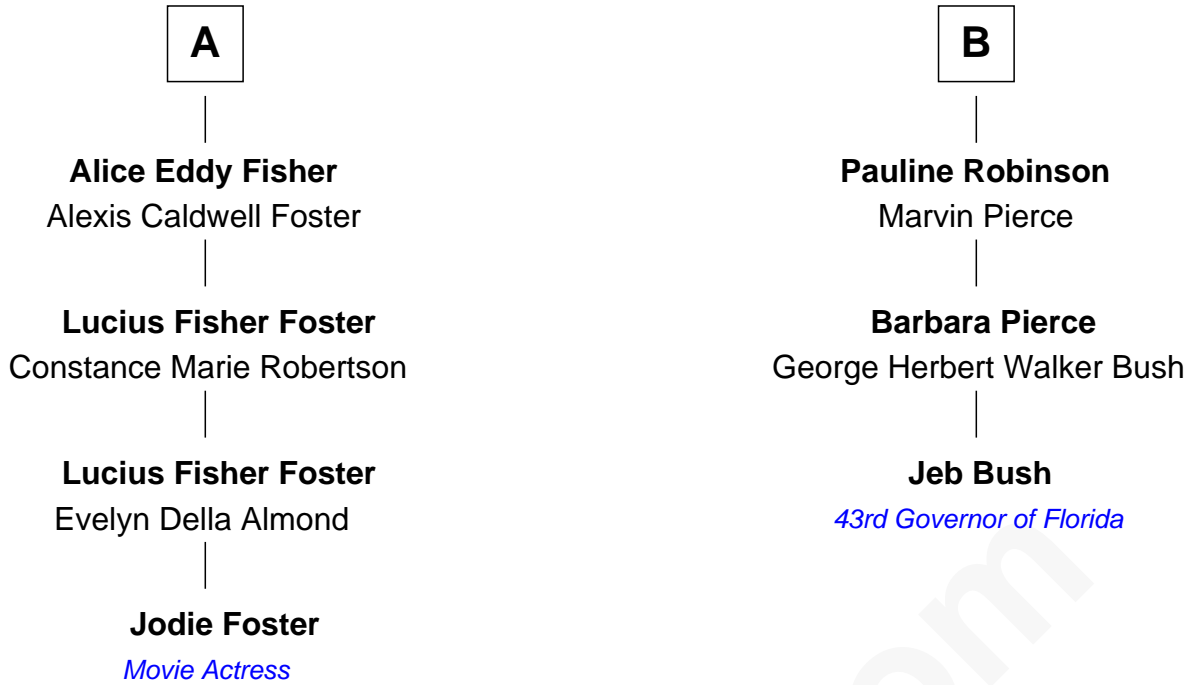 A
Alice Eddy Fisher
Alexis Caldwell Foster
Lucius Fisher Foster
Constance Marie Robertson
Lucius Fisher Foster
Evelyn Della Almond
Jodie Foster
Movie Actress
B
Pauline Robinson
Marvin Pierce
Barbara Pierce
George Herbert Walker Bush
Jeb Bush
43rd Governor of Florida
om